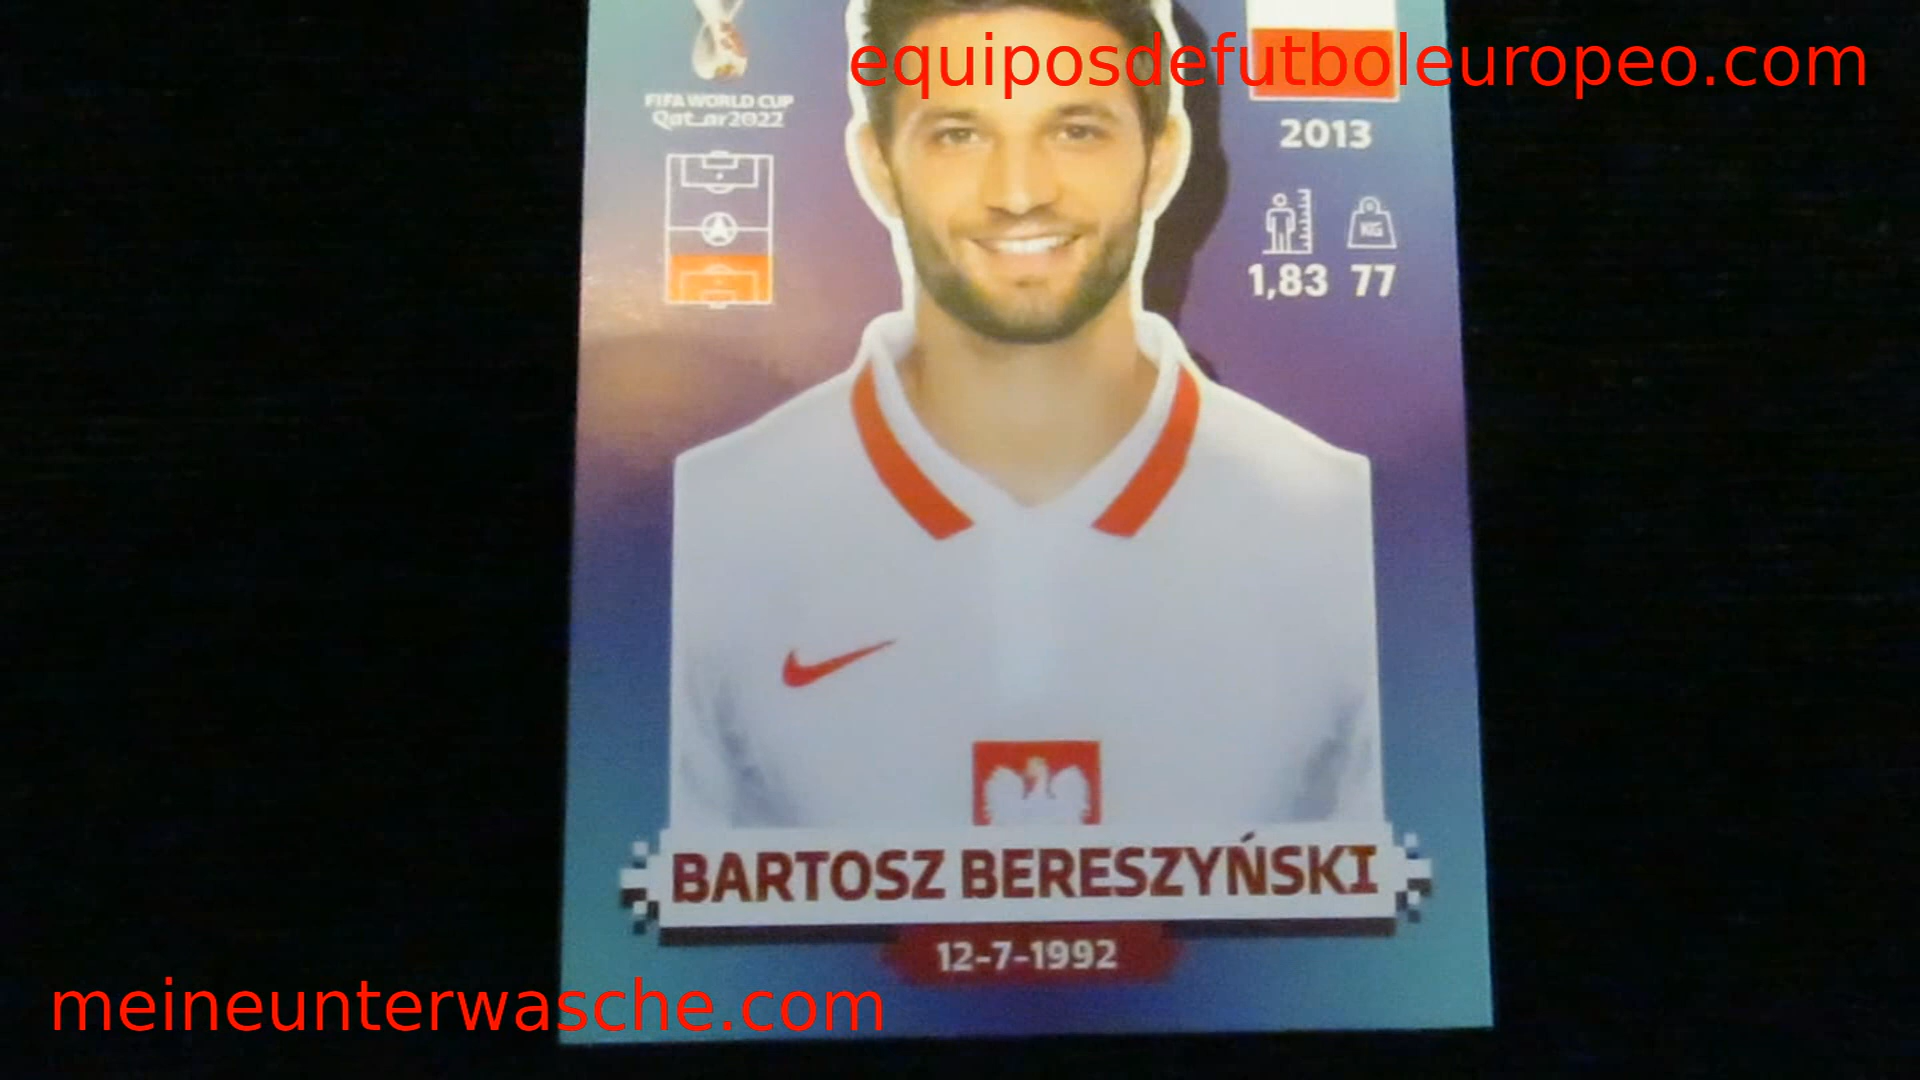 equiposdefutboleuropeo.com
FIFA WORLD CUP
Qatar2022
2013
KG
1,83 77
BARTOSZ BERESZYŃSKI
12-7-1992
meineunterwasche.com